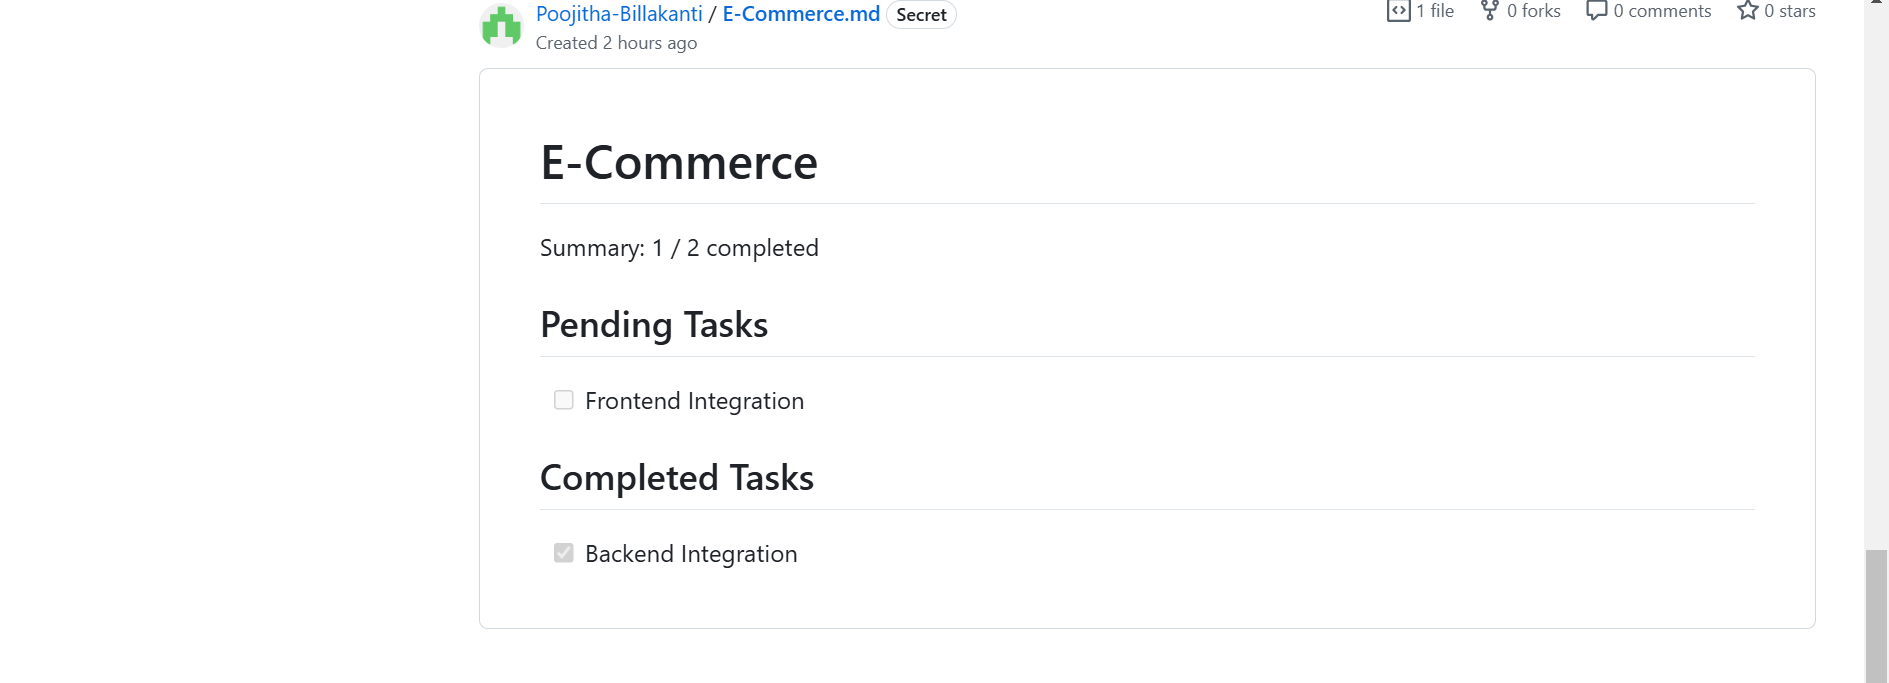 Poojitha-Billakanti / E-Commerce.md Secret
1 file 0 forks 0 comments 0 stars
Created 2 hours ago
E-Commerce
Summary: 1 / 2 completed
Pending Tasks
Frontend Integration
Completed Tasks
Backend Integration